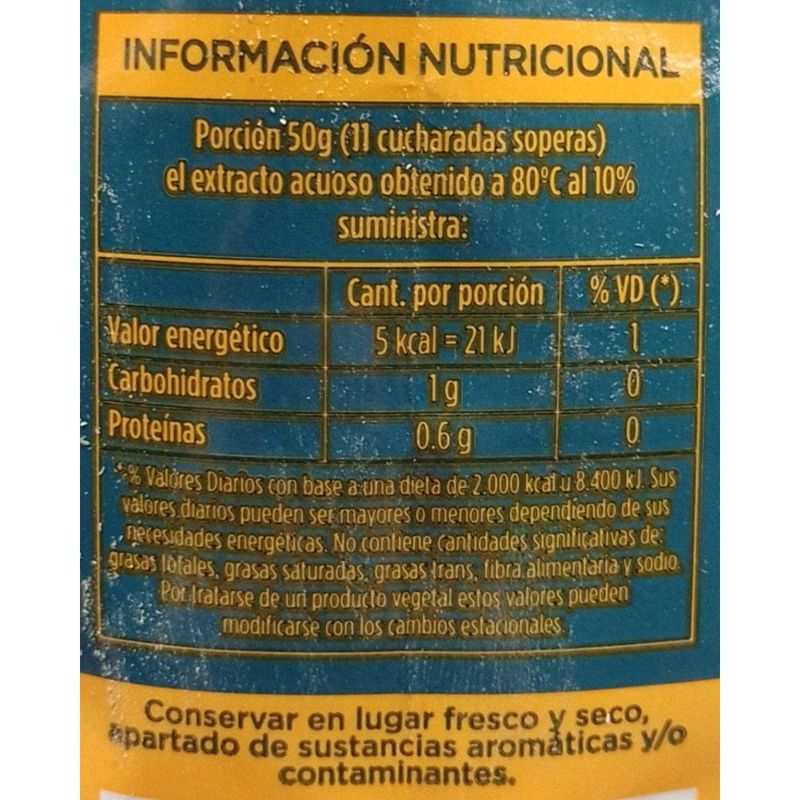 INFORMACIÓN NUTRICIONAL
Porción 50g (11 cucharadas soperas)
el extracto acuoso obtenido a 80°C al 10%
suministra:
Cant. por porción % VD (*)
Valor energético 5 kcal = 21 kJ 1
Carbohidratos 1 g 0
Proteínas 0.6 g 0
*% Valores Diarios con base a una dieta de 2.000 kcal u 8.400 kJ. Sus
valores diarios pueden ser mayores o menores dependiendo de sus
necesidades energéticas. No contiene cantidades significativas de:
grasas totales, grasas saturadas, grasas trans, fibra alimentaria y sodio.
Por tratarse de un producto vegetal estos valores pueden
modificarse con los cambios estacionales.
Conservar en lugar fresco y seco,
apartado de sustancias aromáticas y/o
contaminantes.